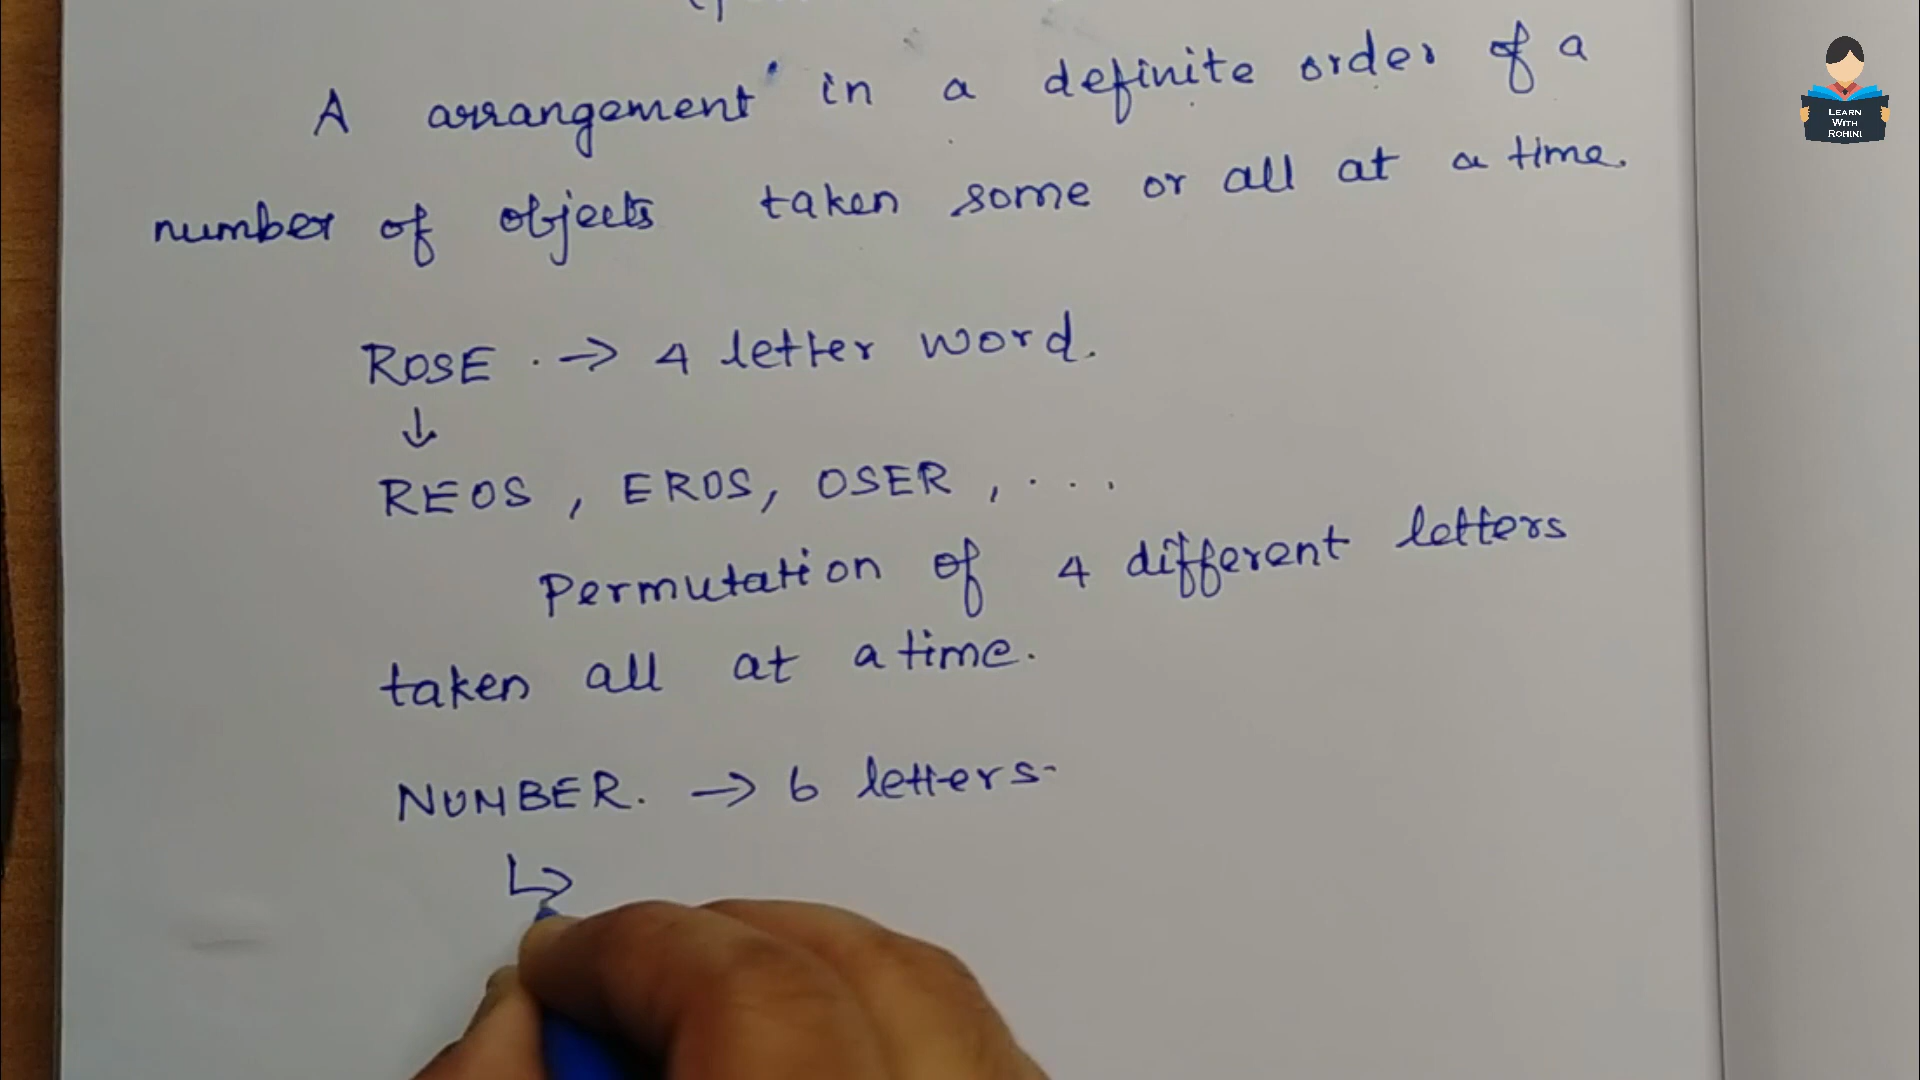 A arrangement in a definite order of a
number of objects taken some or all at a time.
ROSE . → 4 letter word.
↓
REOS , EROS, OSER , . . .
Permutation of 4 different letters
taken all at a time.
NUMBER. → 6 letters.
↳
LEARN
WITH
ROHINI